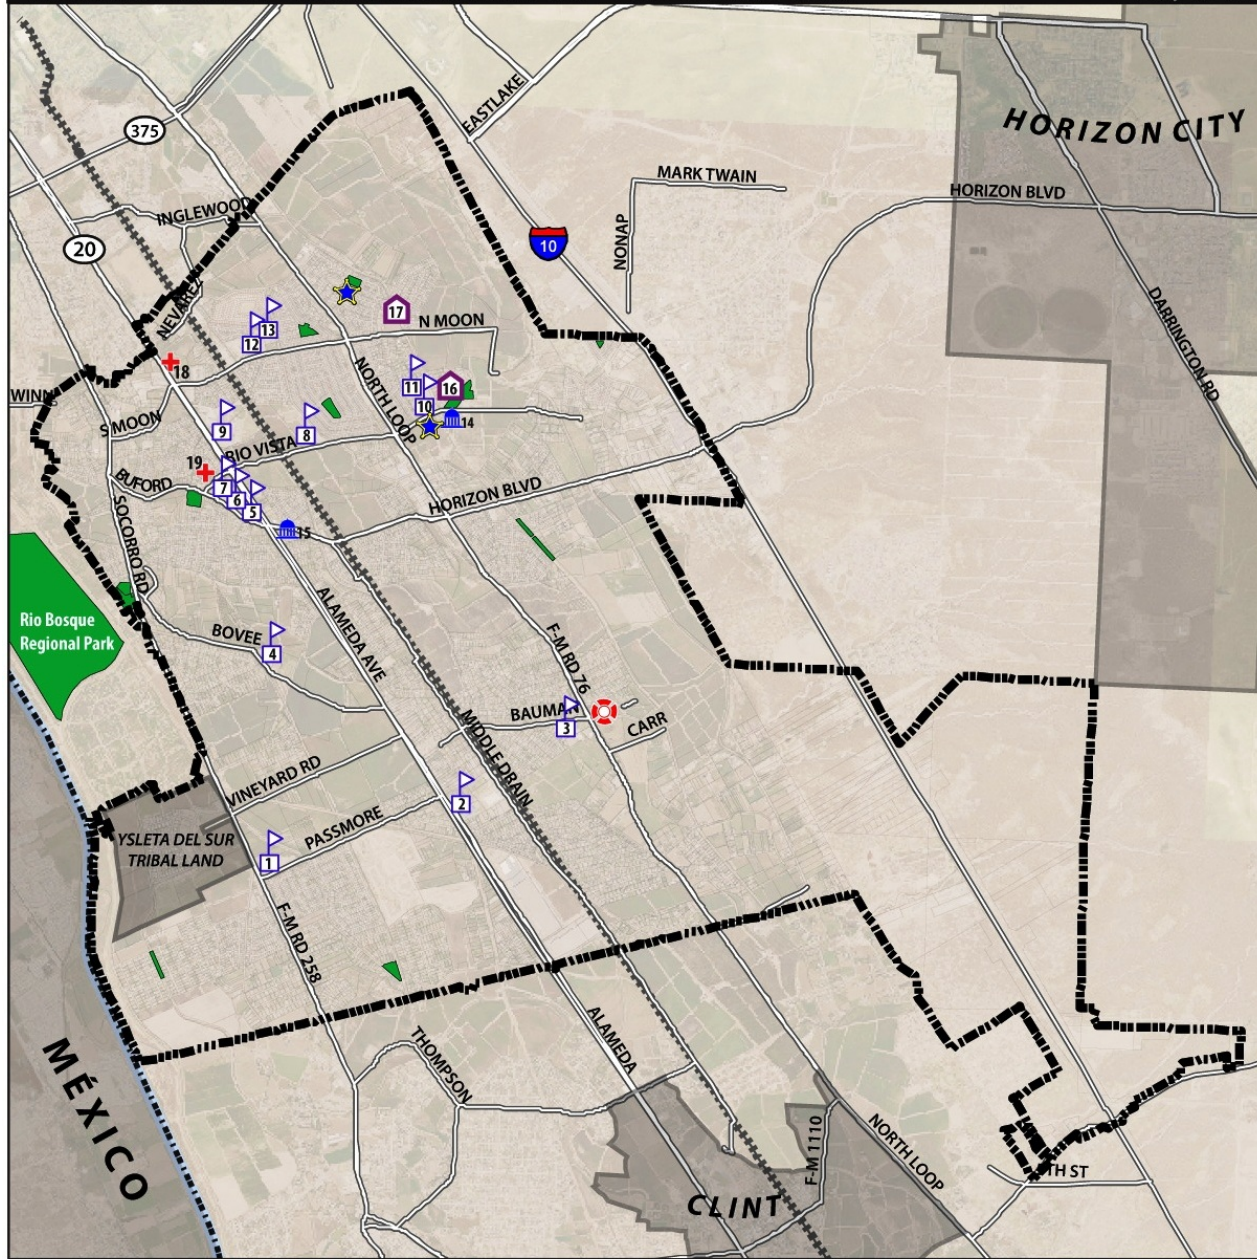 EASTLAKE
HORIZON CITY
375
MARK TWAIN
HORIZON BLVD
INGLEWOOD
10
NONAP
20
NEVAREZ
DARRINGTON RD
17
13
12
N MOON
18
NORTH LOOP
11
16
10
14
WINN
S MOON
9
8
RIO VISTA
19
BUFORD
7
6
5
HORIZON BLVD
SOCORRO RD
15
Rio Bosque
Regional Park
ALAMEDA AVE
BOVEE
4
F-M RD 76
BAUMAN
3
CARR
MIDDLE DRAIN
VINEYARD RD
2
PASSMORE
YSLETA DEL SUR
TRIBAL LAND
1
F-M RD 258
ALAMEDA
THOMPSON
MÉXICO
F-M 1110
NORTH LOOP
TH ST
CLINT